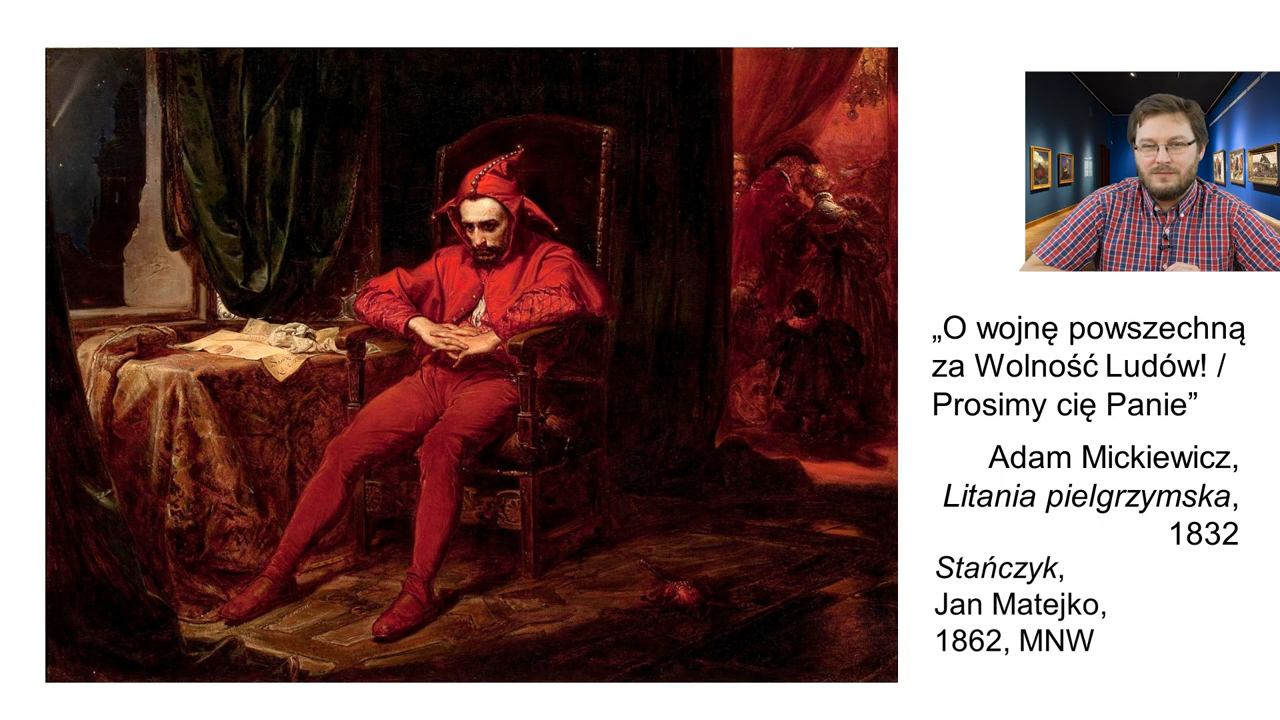 „O wojnę powszechną
za Wolność Ludów! /
Prosimy cię Panie”
Adam Mickiewicz,
Litania pielgrzymska,
1832
Stańczyk,
Jan Matejko,
1862, MNW